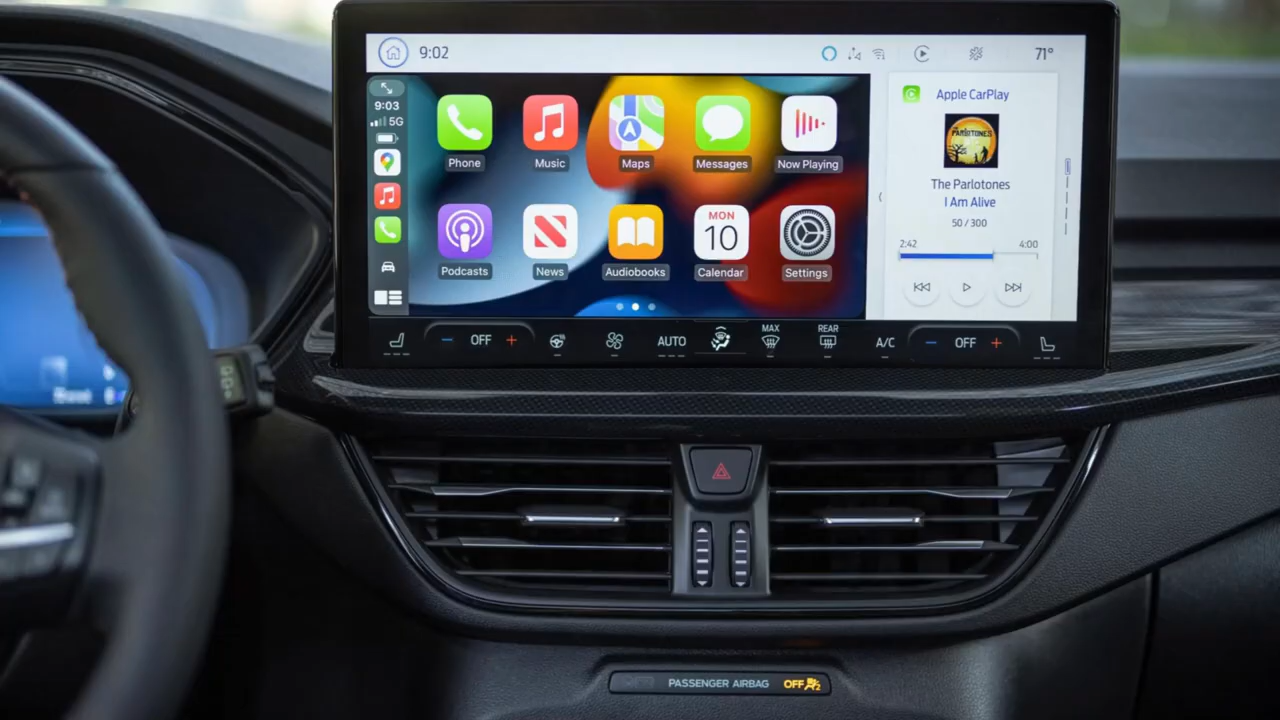 9:02
71°
9:03
5G
Phone
Music
Maps
Messages
Now Playing
Podcasts
News
Audiobooks
MON
10
Calendar
Settings
Apple CarPlay
THE PARLOTONES
The Parlotones
I Am Alive
50 / 300
2:42
4:00
OFF
AUTO
MAX
REAR
A/C
OFF
PASSENGER AIRBAG OFF 2